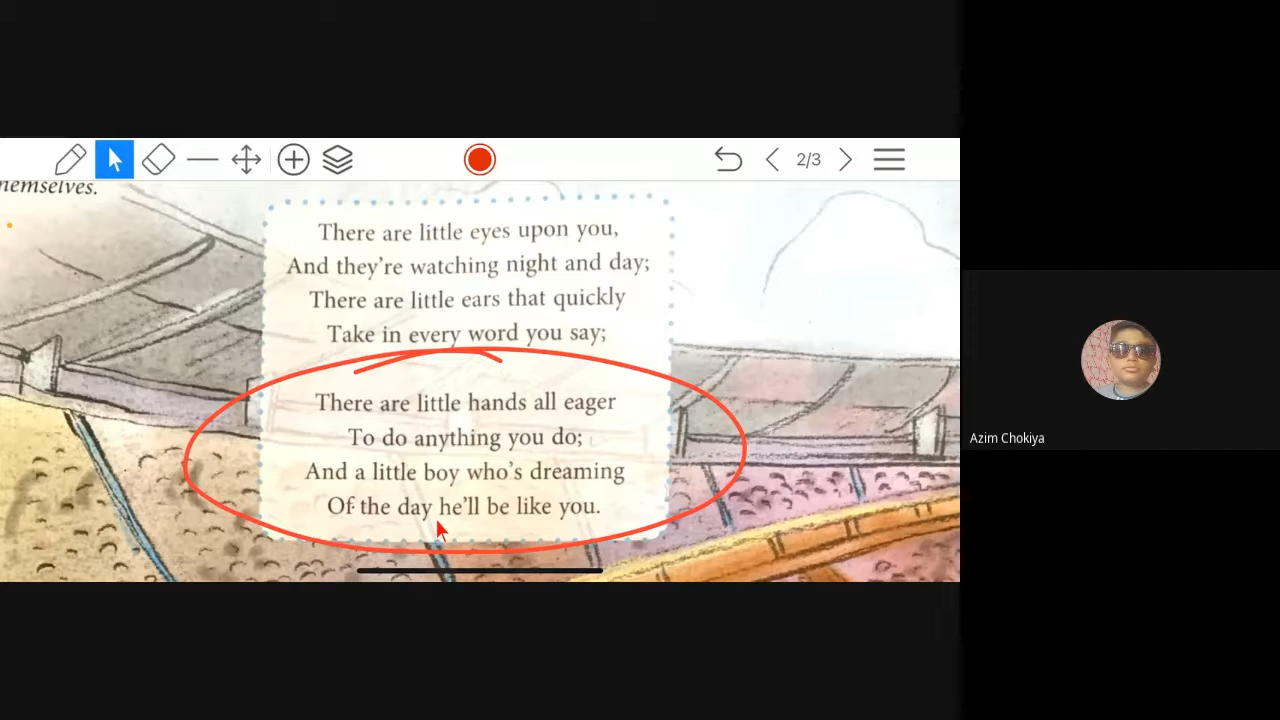 2/3
nemselves.
There are little eyes upon you,
And they're watching night and day;
There are little ears that quickly
Take in every word you say;
There are little hands all eager
To do anything you do;
And a little boy who's dreaming
Of the day he'll be like you.
Azim Chokiya